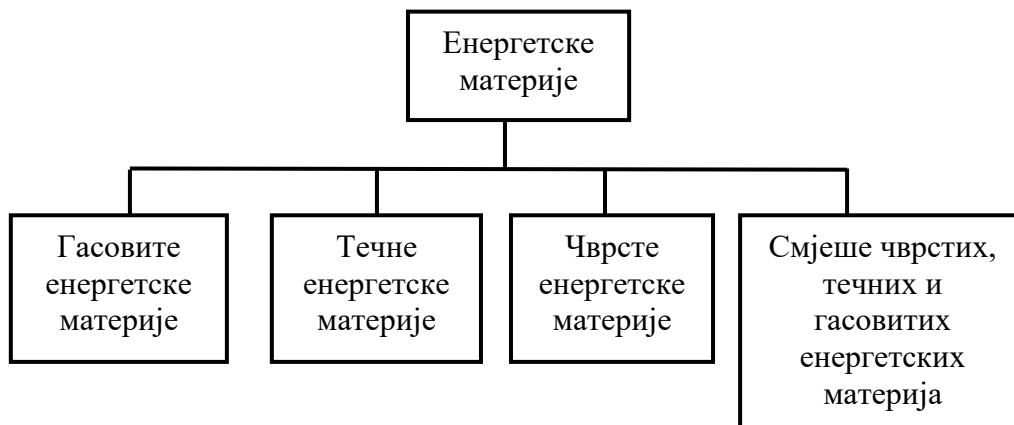 Енергетске
материје
Гасовите
енергетске
материје
Течне
енергетске
материје
Чврсте
енергетске
материје
Смјеше чврстих,
течних и
гасовитих
енергетских
материја